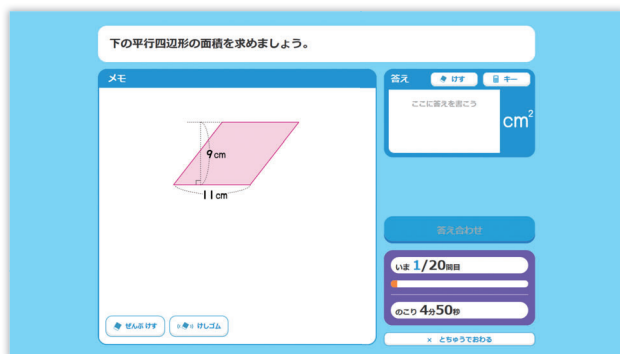 下の平行四辺形の面積を求めましょう。
メモ
9cm
11cm
ぜんぶけす
けしゴム
答え
けす
キー
ここに答えを書こう
cm²
答え合わせ
いま1/20問目
のこり4分50秒
× とちゅうでおわる